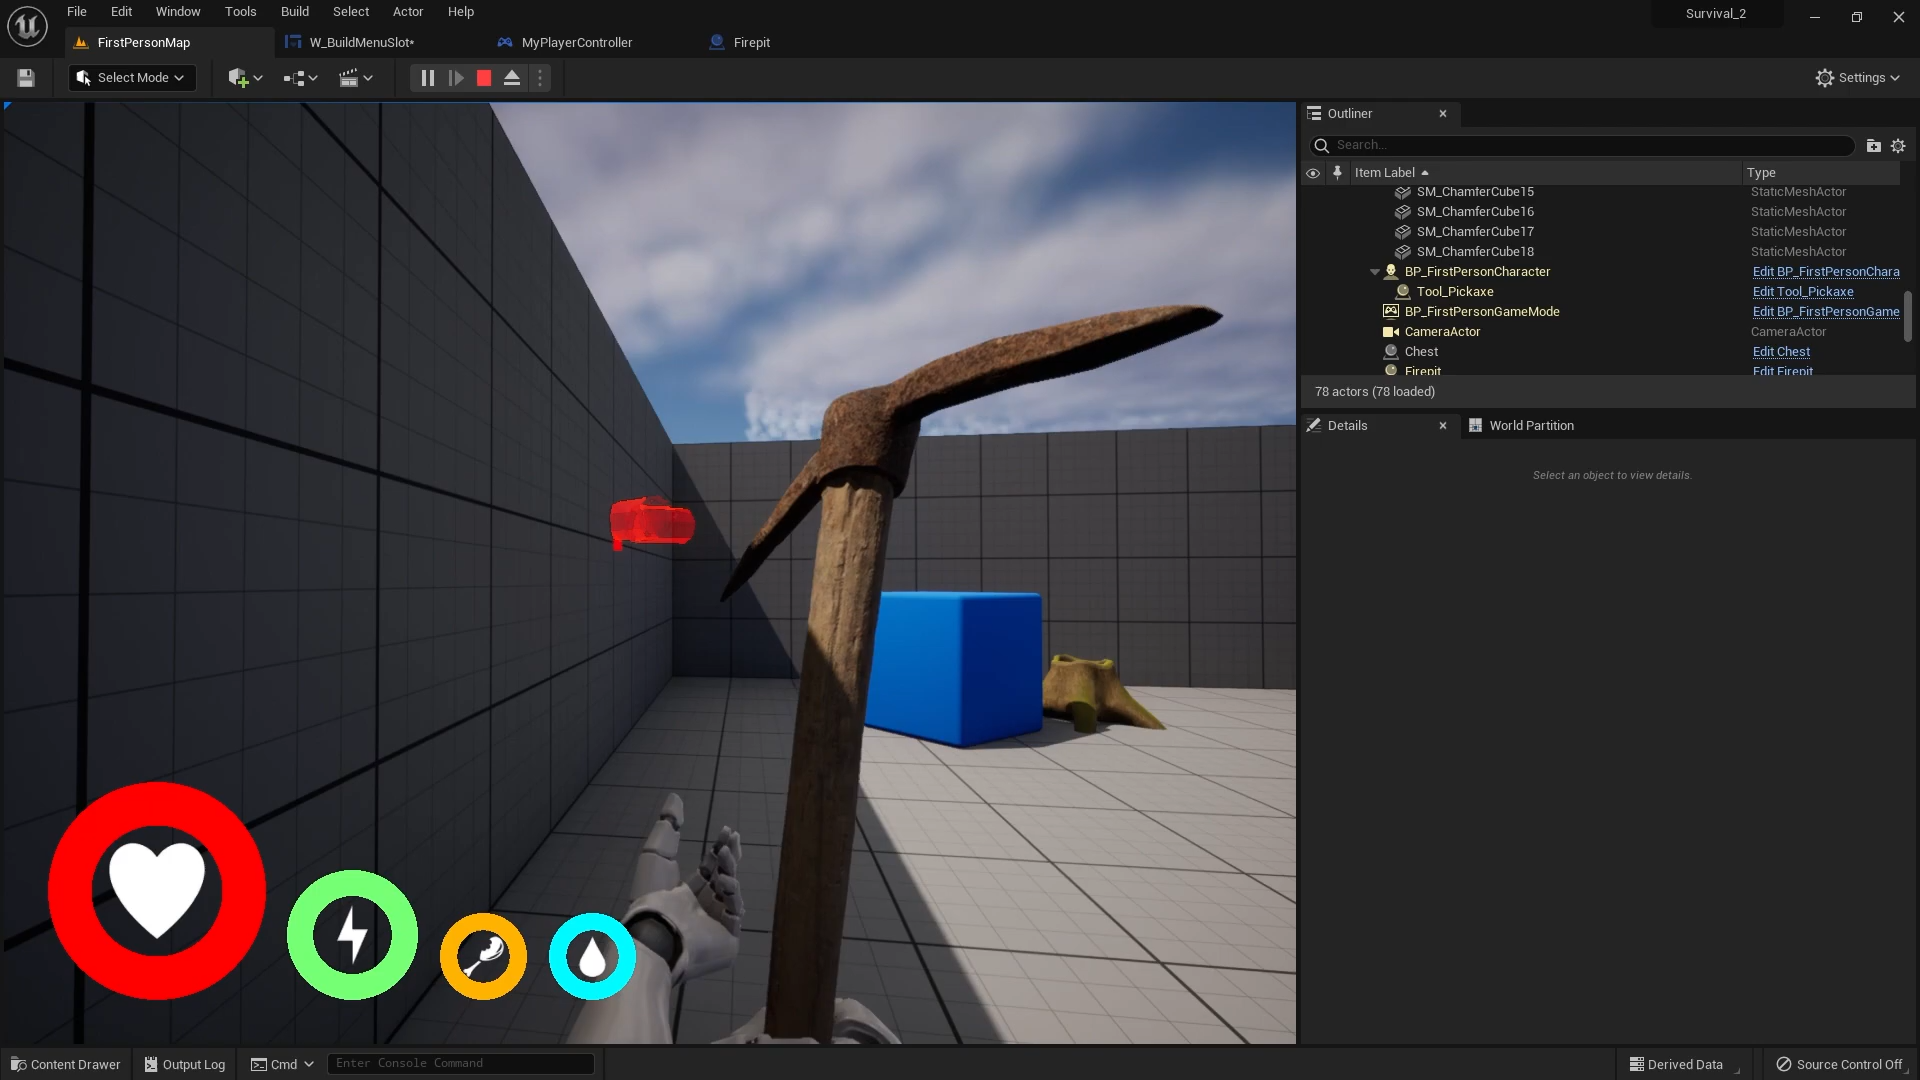 File Edit Window Tools Build Select Actor Help
Survival_2
FirstPersonMap W_BuildMenuSlot* MyPlayerController Firepit
Select Mode
Settings
Outliner
Search...
Item Label Type
SM_ChamferCube15 StaticMeshActor
SM_ChamferCube16 StaticMeshActor
SM_ChamferCube17 StaticMeshActor
SM_ChamferCube18 StaticMeshActor
BP_FirstPersonCharacter Edit BP_FirstPersonChara
Tool_Pickaxe Edit Tool_Pickaxe
BP_FirstPersonGameMode Edit BP_FirstPersonGame
CameraActor CameraActor
Chest Edit Chest
Firepit Edit Firepit
78 actors (78 loaded)
Details World Partition
Select an object to view details.
Content Drawer Output Log Cmd Enter Console Command Derived Data Source Control Off